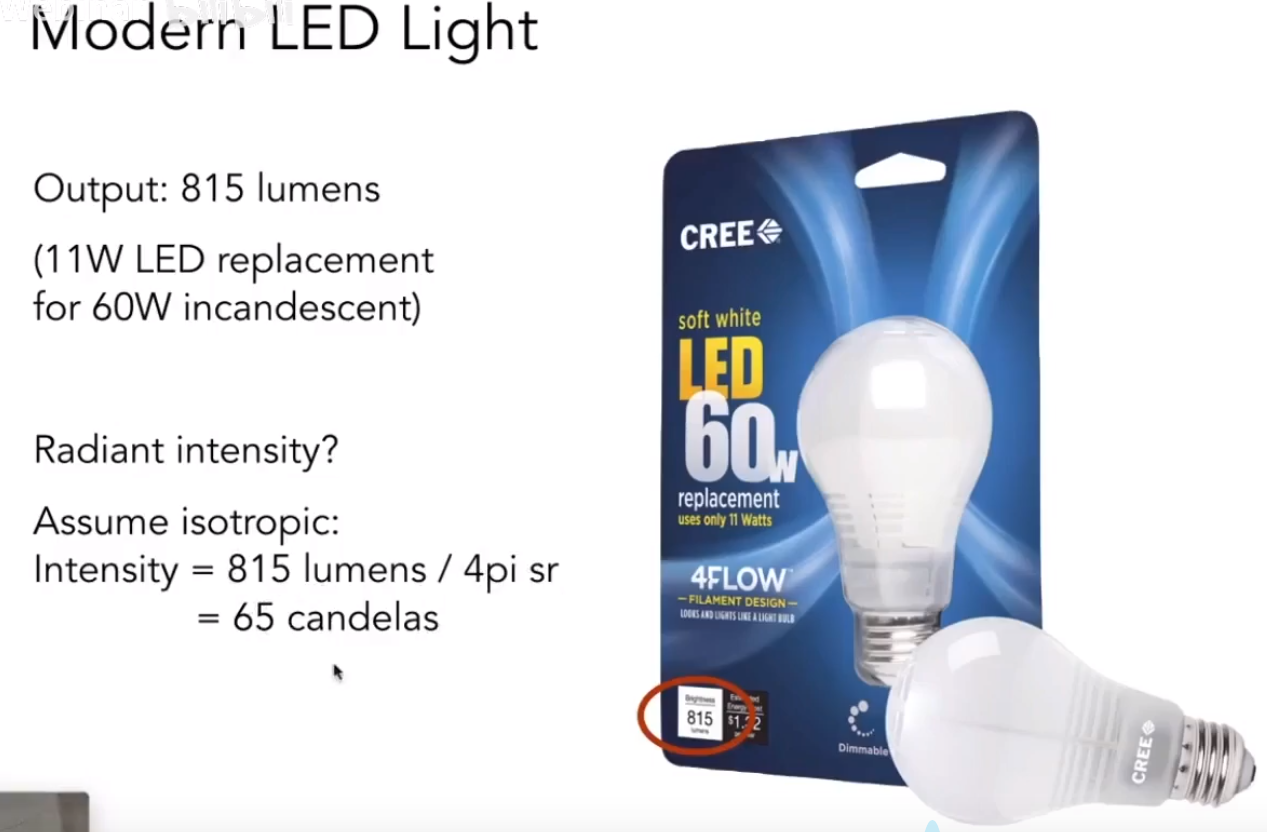 Modern LED Light
Output: 815 lumens
(11W LED replacement
for 60W incandescent)
Radiant intensity?
Assume isotropic:
Intensity = 815 lumens / 4pi sr
= 65 candelas
CREE
soft white
LED
60W
replacement
uses only 11 Watts
4FLOW™
FILAMENT DESIGN
LOOKS AND LIGHTS LIKE A LIGHT BULB
Brightness
815
lumens
Dimmable
CREE